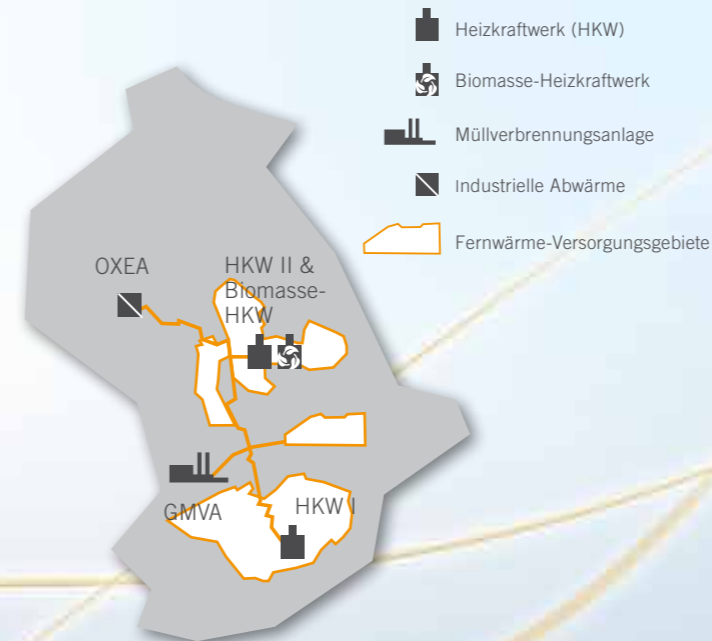 Heizkraftwerk (HKW)
Biomasse-Heizkraftwerk
Müllverbrennungsanlage
Industrielle Abwärme
Fernwärme-Versorgungsgebiete
OXEA
HKW II &
Biomasse-
HKW
GMVA
HKW I